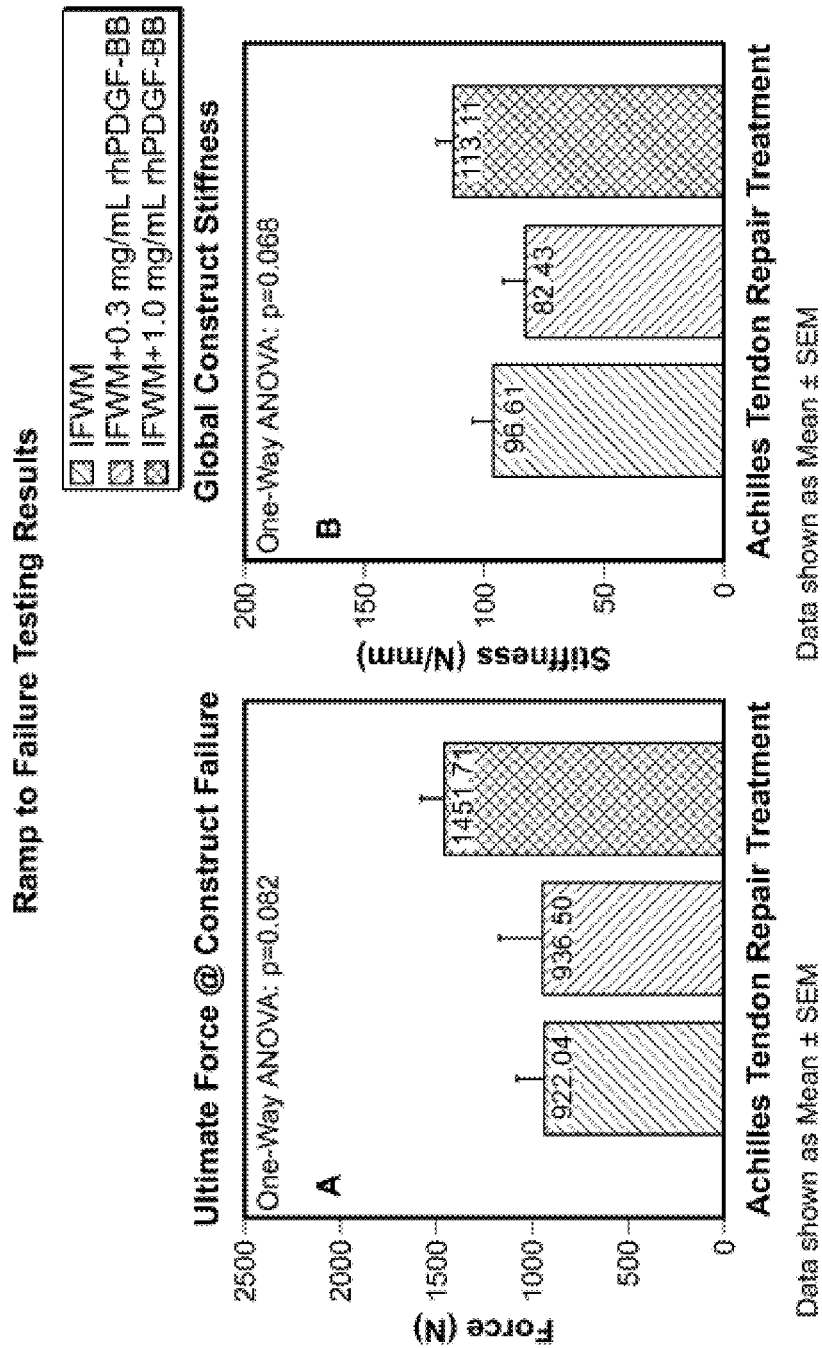 Ramp to Failure Testing Results
IFWM
IFWM+0.3 mg/mL rhPDGF-BB
IFWM+1.0 mg/mL rhPDGF-BB
Ultimate Force @ Construct Failure
One-Way ANOVA: p=0.082
A
2500
2000
1500
1000
500
0
Force (N)
922.04
936.50
1451.71
Achilles Tendon Repair Treatment
Data shown as Mean ± SEM
Global Construct Stiffness
One-Way ANOVA: p=0.068
B
200
150
100
50
0
Stiffness (N/mm)
96.61
82.43
113.11
Achilles Tendon Repair Treatment
Data shown as Mean ± SEM